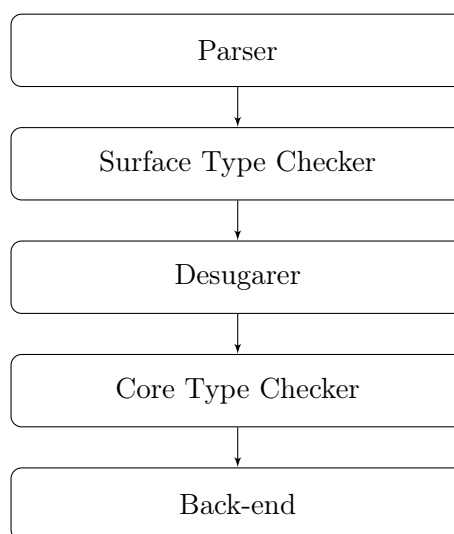 Parser
Surface Type Checker
Desugarer
Core Type Checker
Back-end